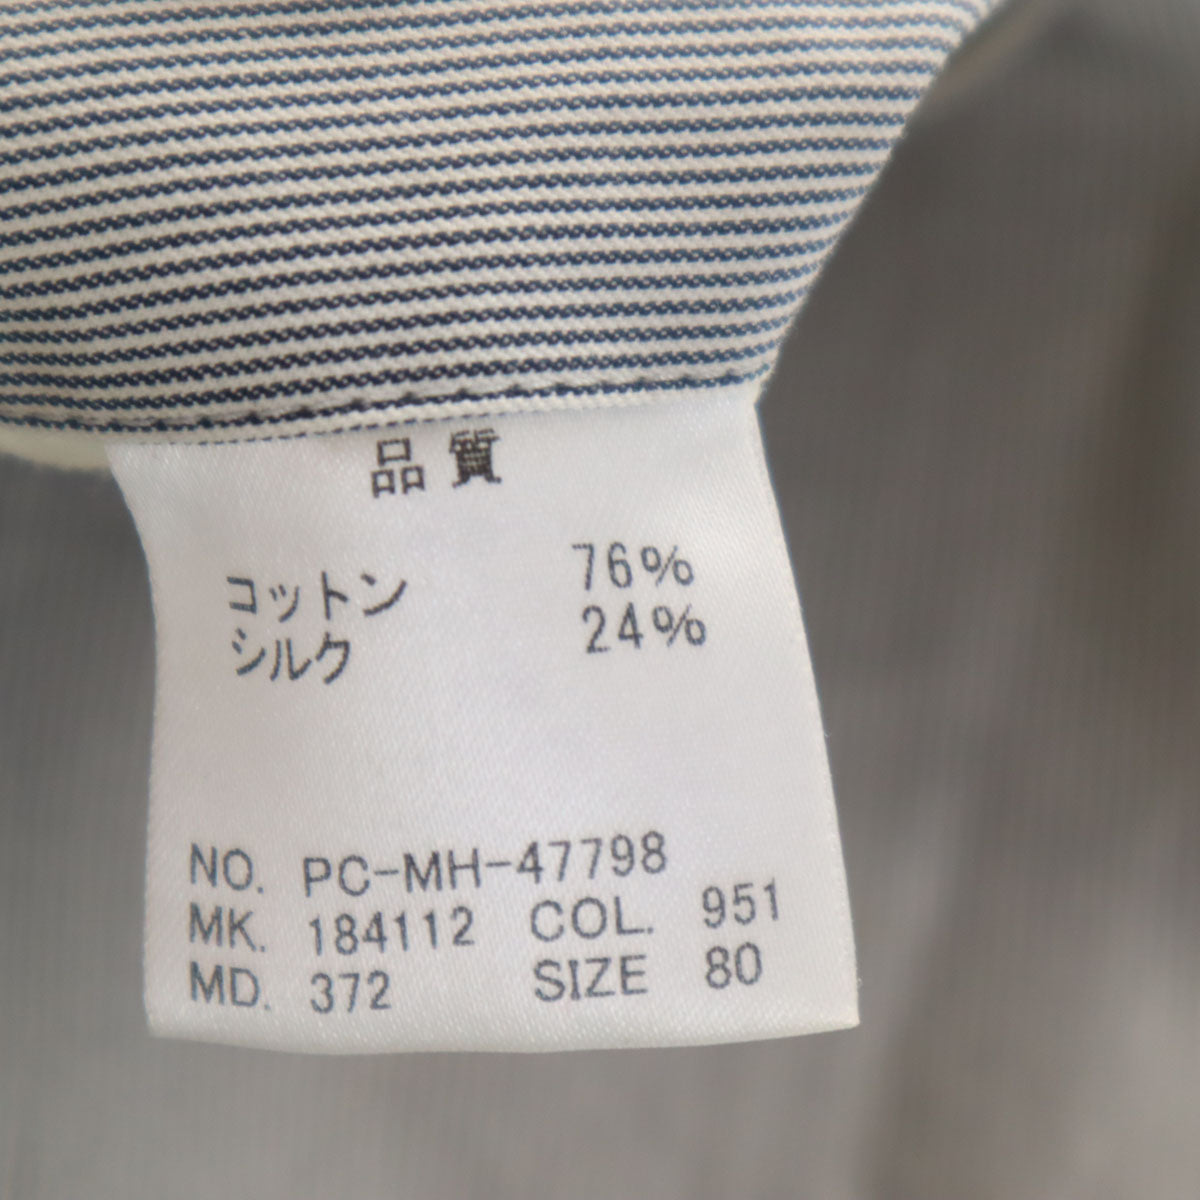 品質
コットン 76%
シルク 24%
NO. PC-MH-47798
MK. 184112 COL. 951
MD. 372 SIZE 80